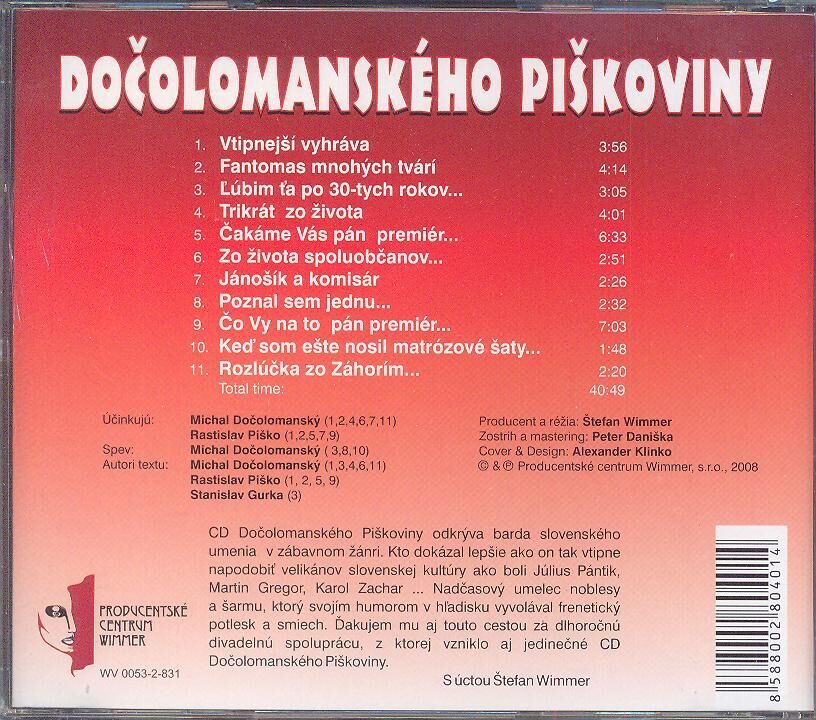 DOČOLOMANSKÉHO PIŠKOVINY
1. Vtipnejší vyhráva 3:56
2. Fantomas mnohých tvárí 4:14
3. Ľúbim ťa po 30-tych rokov... 3:05
4. Trikrát zo života 4:01
5. Čakáme Vás pán premiér... 6:33
6. Zo života spoluobčanov... 2:51
7. Jánošík a komisár 2:26
8. Poznal sem jednu... 2:32
9. Čo Vy na to pán premiér... 7:03
10. Keď som ešte nosil matrózové šaty... 1:48
11. Rozlúčka zo Záhorím... 2:20
Total time: 40:49
Účinkujú: Michal Dočolomanský (1,2,4,6,7,11)
Rastislav Piško (1,2,5,7,9)
Spev: Michal Dočolomanský ( 3,8,10)
Autori textu: Michal Dočolomanský (1,3,4,6,11)
Rastislav Piško (1, 2, 5, 9)
Stanislav Gurka (3)
Producent a réžia: Štefan Wimmer
Zostrih a mastering: Peter Daniška
Cover & Design: Alexander Klinko
© & ℗ Producentské centrum Wimmer, s.r.o., 2008
CD Dočolomanského Piškoviny odkrýva barda slovenského
umenia v zábavnom žánri. Kto dokázal lepšie ako on tak vtipne
napodobiť velikánov slovenskej kultúry ako boli Július Pántik,
Martin Gregor, Karol Zachar ... Nadčasový umelec noblesy
a šarmu, ktorý svojím humorom v hľadisku vyvolával frenetický
potlesk a smiech. Ďakujem mu aj touto cestou za dlhoročnú
divadelnú spoluprácu, z ktorej vzniklo aj jedinečné CD
Dočolomanského Piškoviny.
S úctou Štefan Wimmer
PRODUCENTSKÉ
CENTRUM
WIMMER
WV 0053-2-831
8 588002 804014